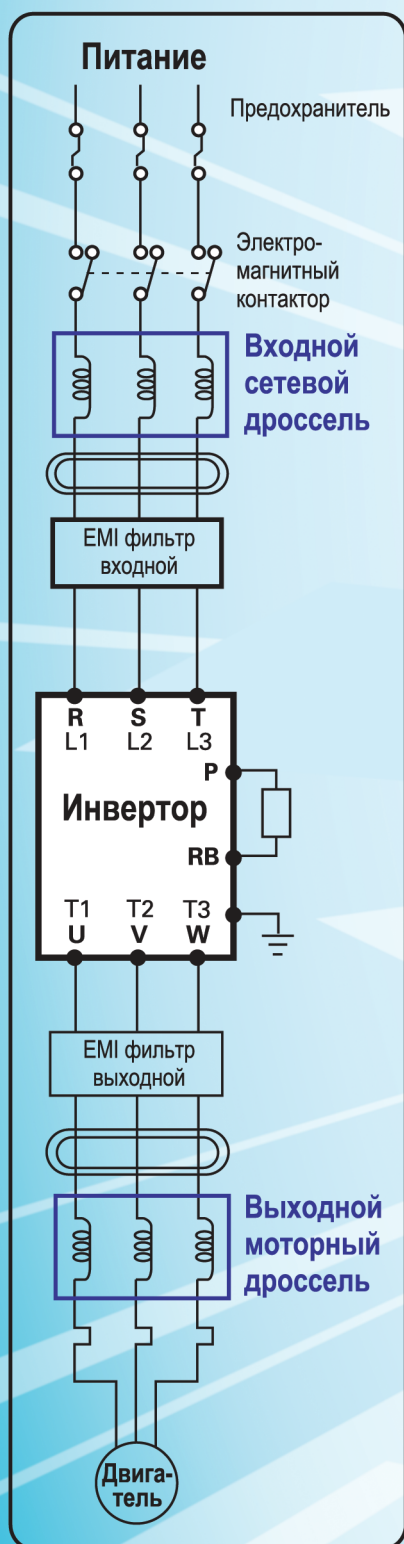 Питание
Предохранитель
Электро-
магнитный
контактор
Входной
сетевой
дроссель
EMI фильтр
входной
R S T
L1 L2 L3
P
Инвертор
RB
T1 T2 T3
U V W
EMI фильтр
выходной
Выходной
моторный
дроссель
Двига-
тель